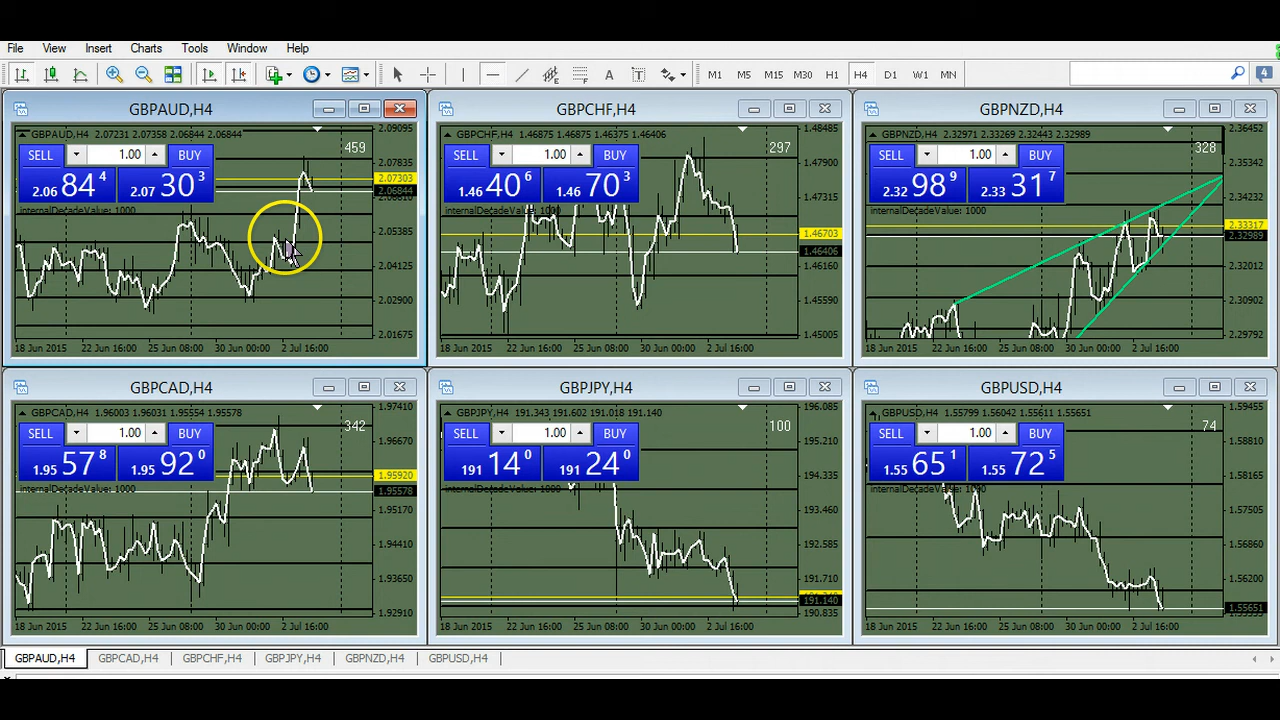 File View Insert Charts Tools Window Help
M1 M5 M15 M30 H1 H4 D1 W1 MN 4
GBPAUD,H4
GBPAUD,H4 2.07231 2.07358 2.06844 2.06844
459
SELL 1.00 BUY
2.06 84 4 2.07 30 3
internalDecadeValue: 1000
2.09095
2.07835
2.07303
2.06844
2.05385
2.04125
2.02900
2.01675
18 Jun 2015 22 Jun 16:00 25 Jun 08:00 30 Jun 00:00 2 Jul 16:00
GBPCHF,H4
GBPCHF,H4 1.46875 1.46875 1.46375 1.46406
297
SELL 1.00 BUY
1.46 40 6 1.46 70 3
internalDecadeValue: 1000
1.48485
1.47900
1.47315
1.46703
1.46406
1.46160
1.45590
1.45005
18 Jun 2015 22 Jun 16:00 25 Jun 08:00 30 Jun 00:00 2 Jul 16:00
GBPNZD,H4
GBPNZD,H4 2.32971 2.33269 2.32443 2.32989
328
SELL 1.00 BUY
2.32 98 9 2.33 31 7
internalDecadeValue: 1000
2.36452
2.35342
2.34232
2.33317
2.32989
2.32012
2.30902
2.29792
18 Jun 2015 22 Jun 16:00 25 Jun 08:00 30 Jun 00:00 2 Jul 16:00
GBPCAD,H4
GBPCAD,H4 1.96003 1.96031 1.95554 1.95578
342
SELL 1.00 BUY
1.95 57 8 1.95 92 0
internalDecadeValue: 1000
1.97410
1.96670
1.95920
1.95578
1.95170
1.94410
1.93650
1.92910
18 Jun 2015 22 Jun 16:00 25 Jun 08:00 30 Jun 00:00 2 Jul 16:00
GBPJPY,H4
GBPJPY,H4 191.343 191.602 191.018 191.140
100
SELL 1.00 BUY
191 14 0 191 24 0
internalDecadeValue: 1000
196.085
195.210
194.335
193.460
192.585
191.710
191.140
190.835
18 Jun 2015 22 Jun 16:00 25 Jun 08:00 30 Jun 00:00 2 Jul 16:00
GBPUSD,H4
GBPUSD,H4 1.55799 1.56042 1.55611 1.55651
74
SELL 1.00 BUY
1.55 65 1 1.55 72 5
internalDecadeValue: 1000
1.59455
1.58810
1.58165
1.57505
1.56860
1.56200
1.55651
18 Jun 2015 22 Jun 16:00 25 Jun 08:00 30 Jun 00:00 2 Jul 16:00
GBPAUD,H4 GBPCAD,H4 GBPCHF,H4 GBPJPY,H4 GBPNZD,H4 GBPUSD,H4